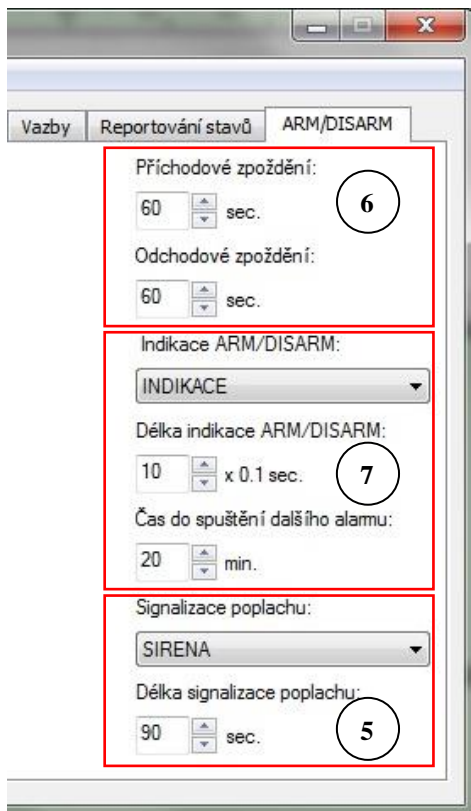 Vazby Reportování stavů ARM/DISARM
Příchodové zpoždění:
60 sec.
6
Odchodové zpoždění:
60 sec.
Indikace ARM/DISARM:
INDIKACE
Délka indikace ARM/DISARM:
10 x 0.1 sec.
7
Čas do spuštění dalšího alarmu:
20 min.
Signalizace poplachu:
SIRENA
Délka signalizace poplachu:
90 sec.
5